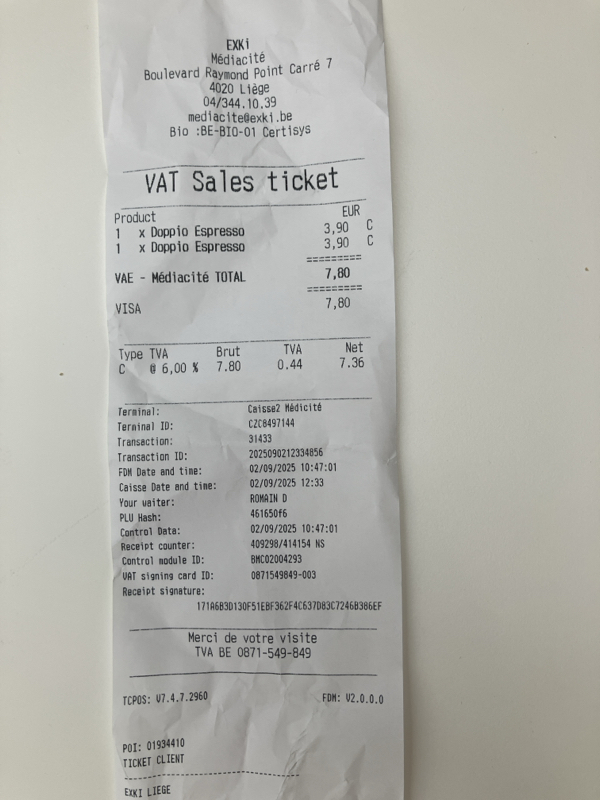 EXKi
Médiacité
Boulevard Raymond Point Carré 7
4020 Liège
04/344.10.39
mediacite@exki.be
Bio :BE-BIO-01 Certisys
VAT Sales ticket
Product EUR
1 x Doppio Espresso 3,90 C
1 x Doppio Espresso 3,90 C
=========
VAE - Médiacité TOTAL 7,80
=========
VISA 7,80
Type TVA Brut TVA Net
C @ 6,00 % 7.80 0.44 7.36
Terminal: Caisse2 Médicité
Terminal ID: CZC8497144
Transaction: 31433
Transaction ID: 2025090212334856
FDM Date and time: 02/09/2025 10:47:01
Caisse Date and time: 02/09/2025 12:33
Your waiter: ROMAIN D
PLU Hash: 461650f6
Control Data: 02/09/2025 10:47:01
Receipt counter: 409298/414154 NS
Control module ID: BMC02004293
VAT signing card ID: 0871549849-003
Receipt signature:
171A6B3D130F51EBF362F4C637D83C7246B386EF
Merci de votre visite
TVA BE 0871-549-849
TCPOS: V7.4.7.2960 FDM: V2.0.0.0
POI: 01934410
TICKET CLIENT
EXKI LIEGE